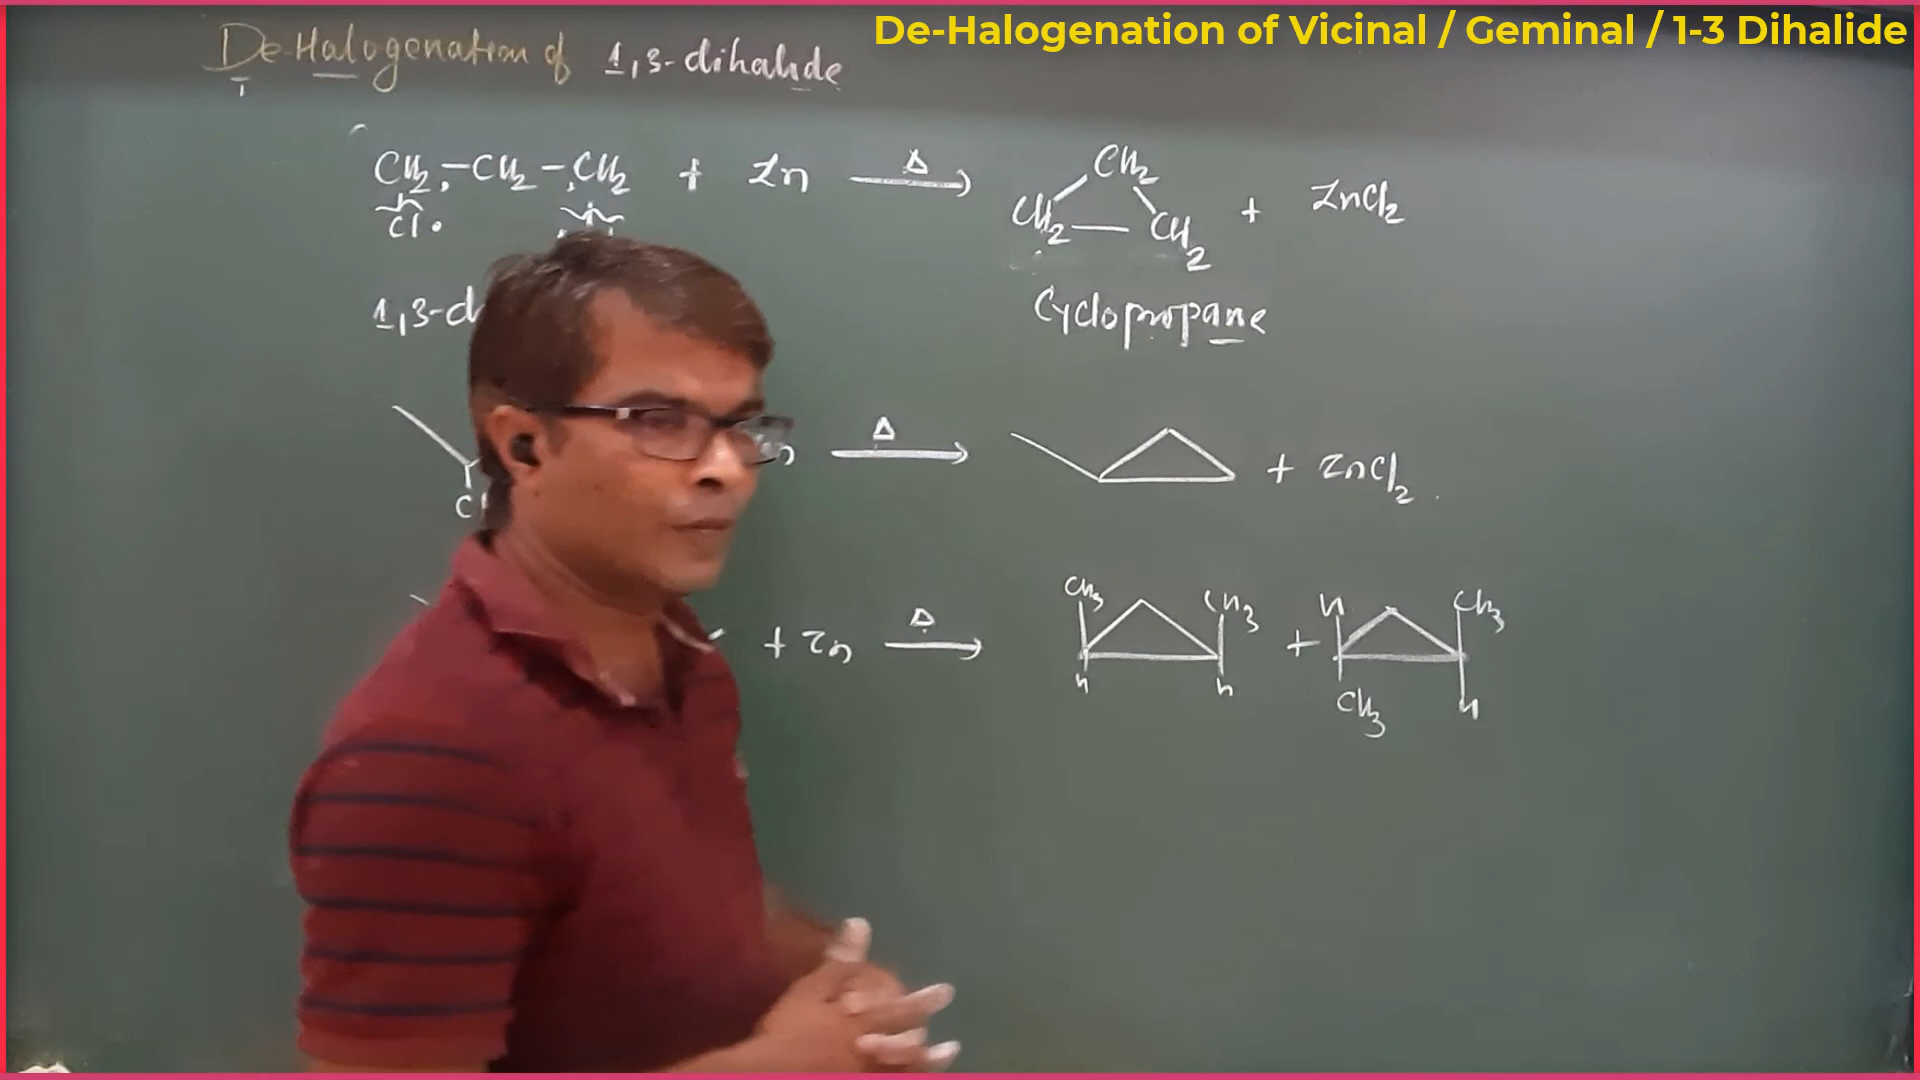 De-Halogenation of Vicinal / Geminal / 1-3 Dihalide
De-Halogenation of 1,3-dihalide
CH2-CH2-CH2 + Zn Δ CH2 CH2 CH2 + ZnCl2
Cl
1,3-d Cyclopropane
Cl n Δ + ZnCl2
+ Zn Δ CH3 CH3 H H + H CH3 CH3 H